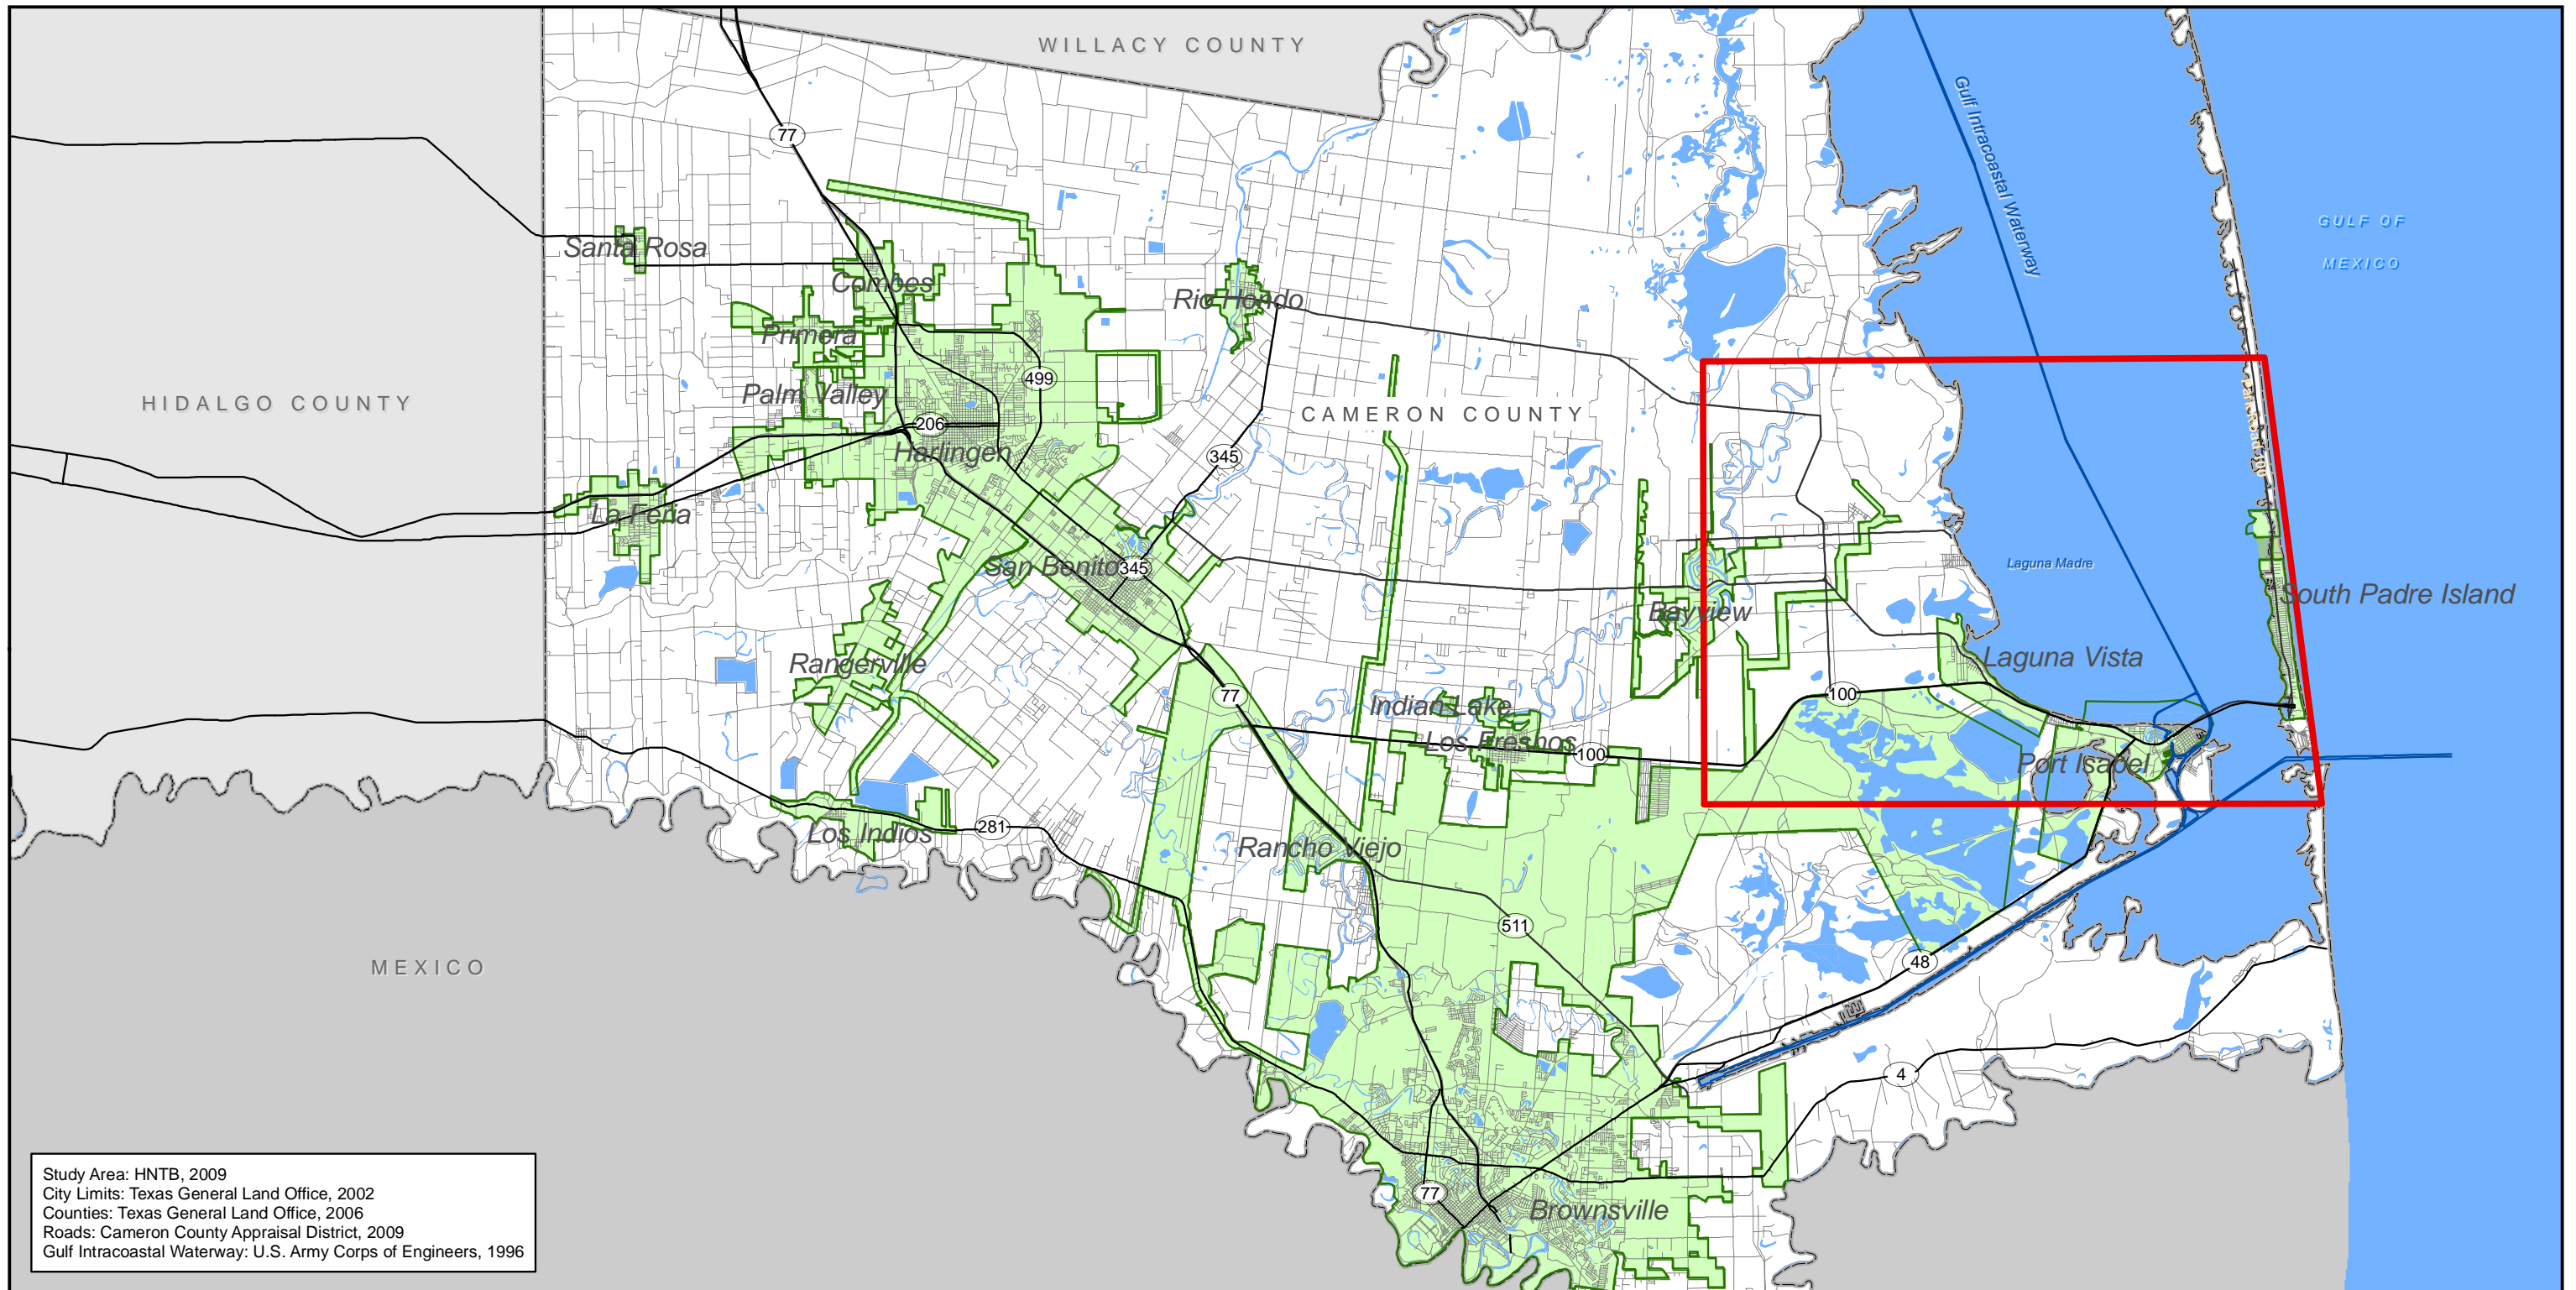 WILLACY COUNTY
77
Gulf Intracoastal Waterway
GULF OF
MEXICO
Santa Rosa
Combes
Rio Hondo
Primera
499
Palm Valley
HIDALGO COUNTY
CAMERON COUNTY
Park Road 100
206
Harlingen
345
La Feria
San Benito
345
Laguna Madre
South Padre Island
Bayview
Rangerville
Laguna Vista
77
Indian Lake
100
Los Fresnos
100
Port Isabel
Los Indios
281
Rancho Viejo
511
MEXICO
48
4
77
Brownsville
Study Area: HNTB, 2009
City Limits: Texas General Land Office, 2002
Counties: Texas General Land Office, 2006
Roads: Cameron County Appraisal District, 2009
Gulf Intracoastal Waterway: U.S. Army Corps of Engineers, 1996